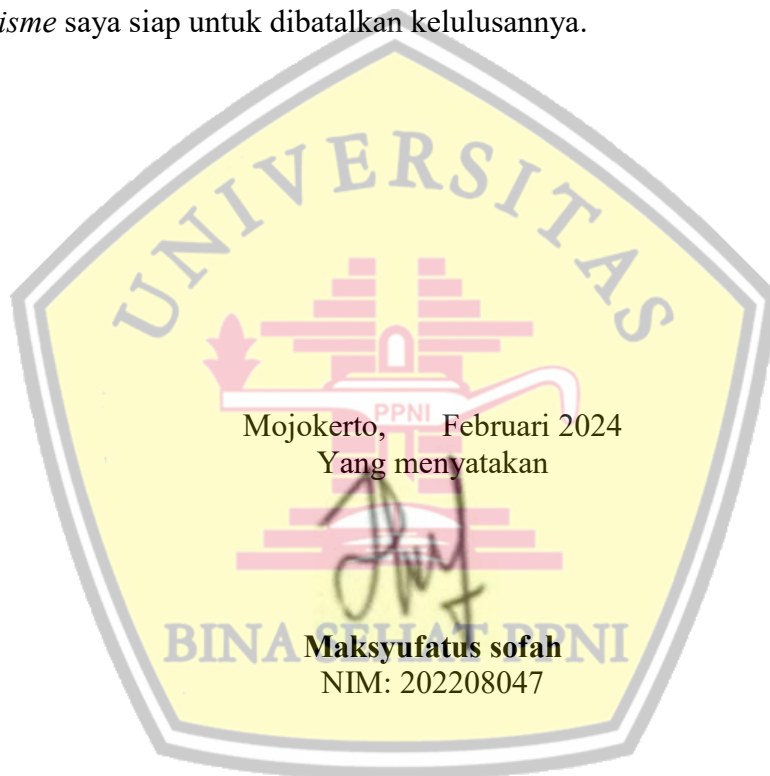 isme saya siap untuk dibatalkan kelulusannya.
UNIVERSITAS
PPNI
Mojokerto, Februari 2024
Yang menyatakan
BINA SEHAT PPNI
Maksyufatus sofah
NIM: 202208047